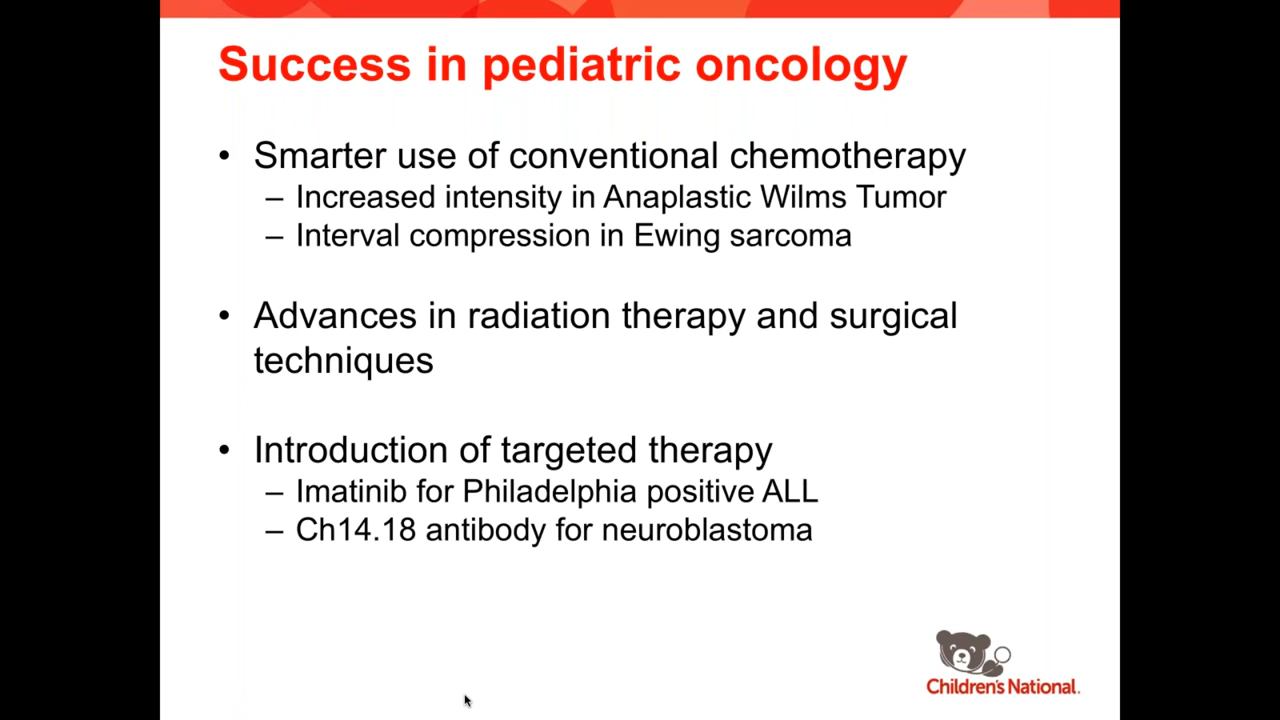 Success in pediatric oncology
• Smarter use of conventional chemotherapy
– Increased intensity in Anaplastic Wilms Tumor
– Interval compression in Ewing sarcoma
• Advances in radiation therapy and surgical
techniques
• Introduction of targeted therapy
– Imatinib for Philadelphia positive ALL
– Ch14.18 antibody for neuroblastoma
Children's National.